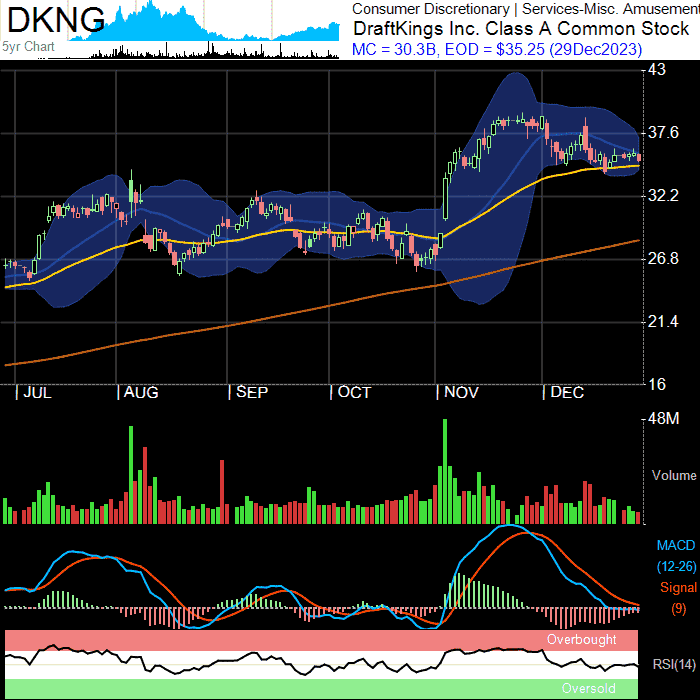 DKNG
5yr Chart
Consumer Discretionary | Services-Misc. Amusement
DraftKings Inc. Class A Common Stock
MC = 30.3B, EOD = $35.25 (29Dec2023)
43
37.6
32.2
26.8
21.4
16
| JUL | AUG | SEP | OCT | NOV | DEC
48M
Volume
MACD
(12-26)
Signal
(9)
Overbought
RSI(14)
Oversold